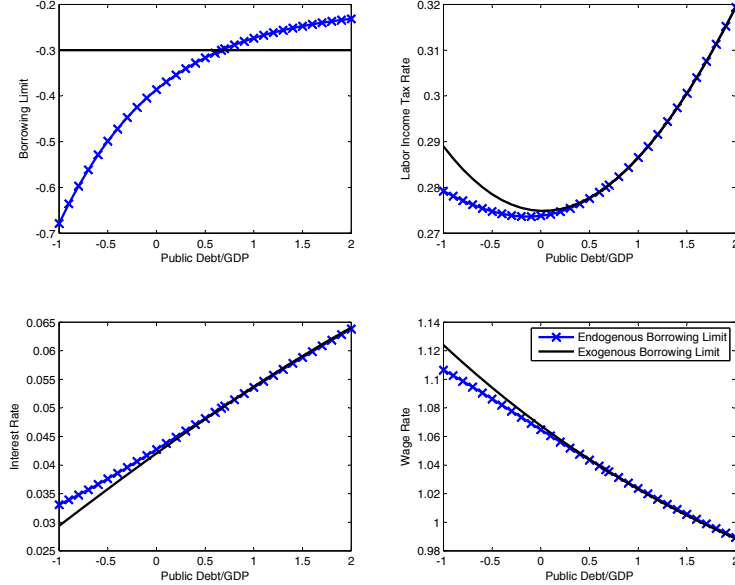 -0.2
-0.3
-0.4
-0.5
-0.6
-0.7
Borrowing Limit
-1 -0.5 0 0.5 1 1.5 2
Public Debt/GDP
0.32
0.31
0.3
0.29
0.28
0.27
Labor Income Tax Rate
-1 -0.5 0 0.5 1 1.5 2
Public Debt/GDP
0.065
0.06
0.055
0.05
0.045
0.04
0.035
0.03
0.025
Interest Rate
-1 -0.5 0 0.5 1 1.5 2
Public Debt/GDP
1.14
1.12
1.1
1.08
1.06
1.04
1.02
1
0.98
Wage Rate
Endogenous Borrowing Limit
Exogenous Borrowing Limit
-1 -0.5 0 0.5 1 1.5 2
Public Debt/GDP